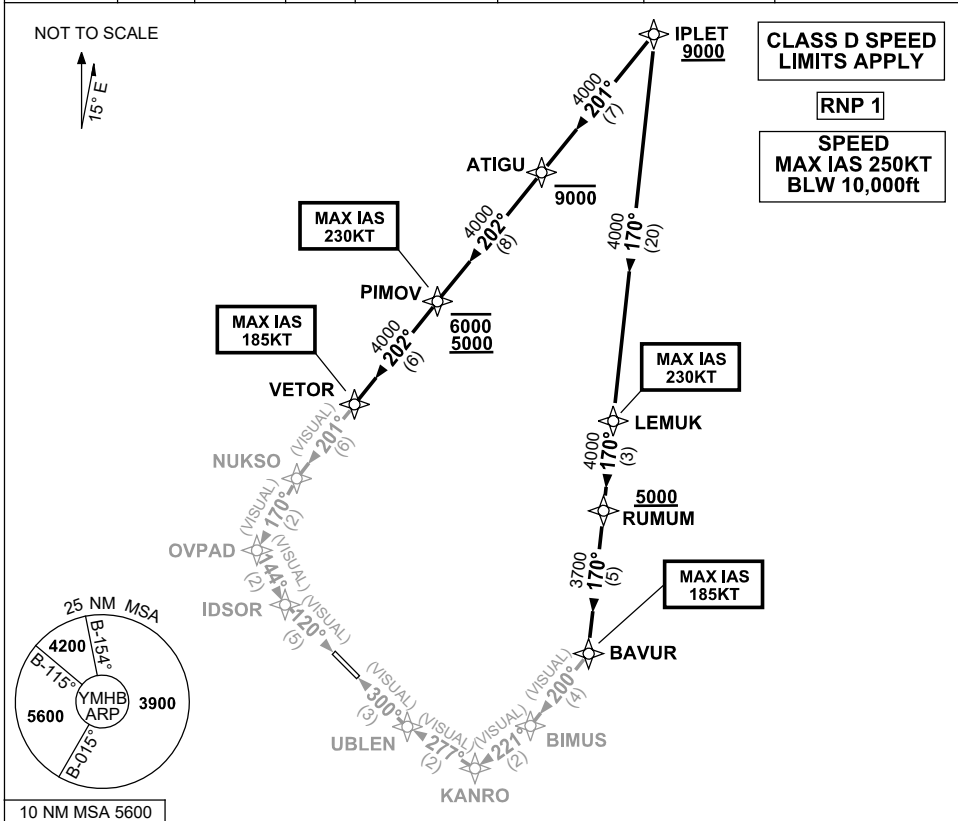 NOT TO SCALE
15° E
IPLET
9000
CLASS D SPEED
LIMITS APPLY
RNP 1
SPEED
MAX IAS 250KT
BLW 10,000ft
4000
201°
(7)
ATIGU
9000
4000
202°
(8)
4000
170°
(20)
MAX IAS
230KT
PIMOV
6000
5000
4000
202°
(6)
MAX IAS
185KT
VETOR
MAX IAS
230KT
LEMUK
4000
170°
(3)
(VISUAL)
201°
(6)
NUKSO
5000
RUMUM
(VISUAL)
170°
(2)
OVPAD
3700
170°
(5)
(VISUAL)
144°
(2)
MAX IAS
185KT
IDSOR
(VISUAL)
120°
(5)
BAVUR
25 NM MSA
4200
B-154°
B-115°
YMHB
ARP
3900
5600
B-015°
(VISUAL)
300°
(3)
UBLEN
(VISUAL)
277°
(2)
KANRO
(VISUAL)
221°
(2)
BIMUS
(VISUAL)
200°
(4)
10 NM MSA 5600